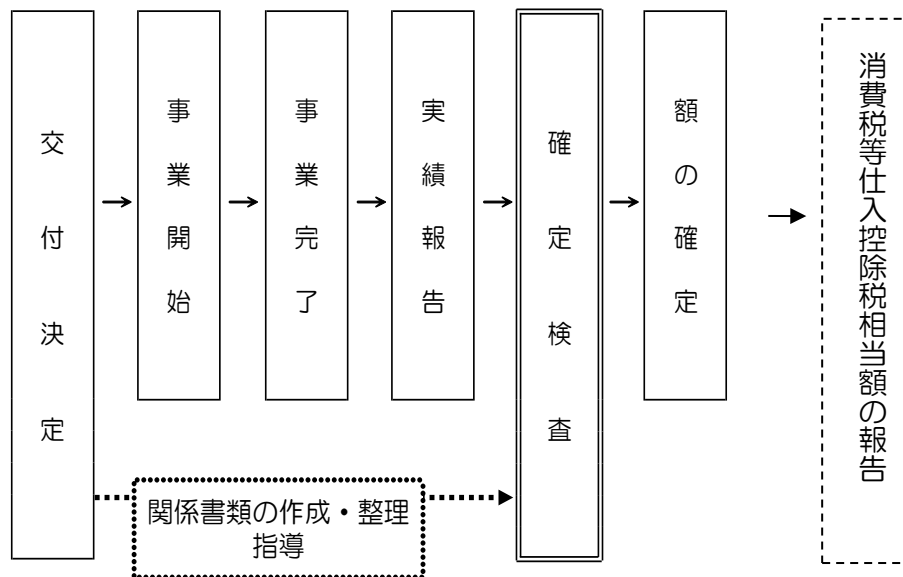 交付決定
事業開始
事業完了
実績報告
確定検査
額の確定
消費税等仕入控除税相当額の報告
関係書類の作成・整理
指導